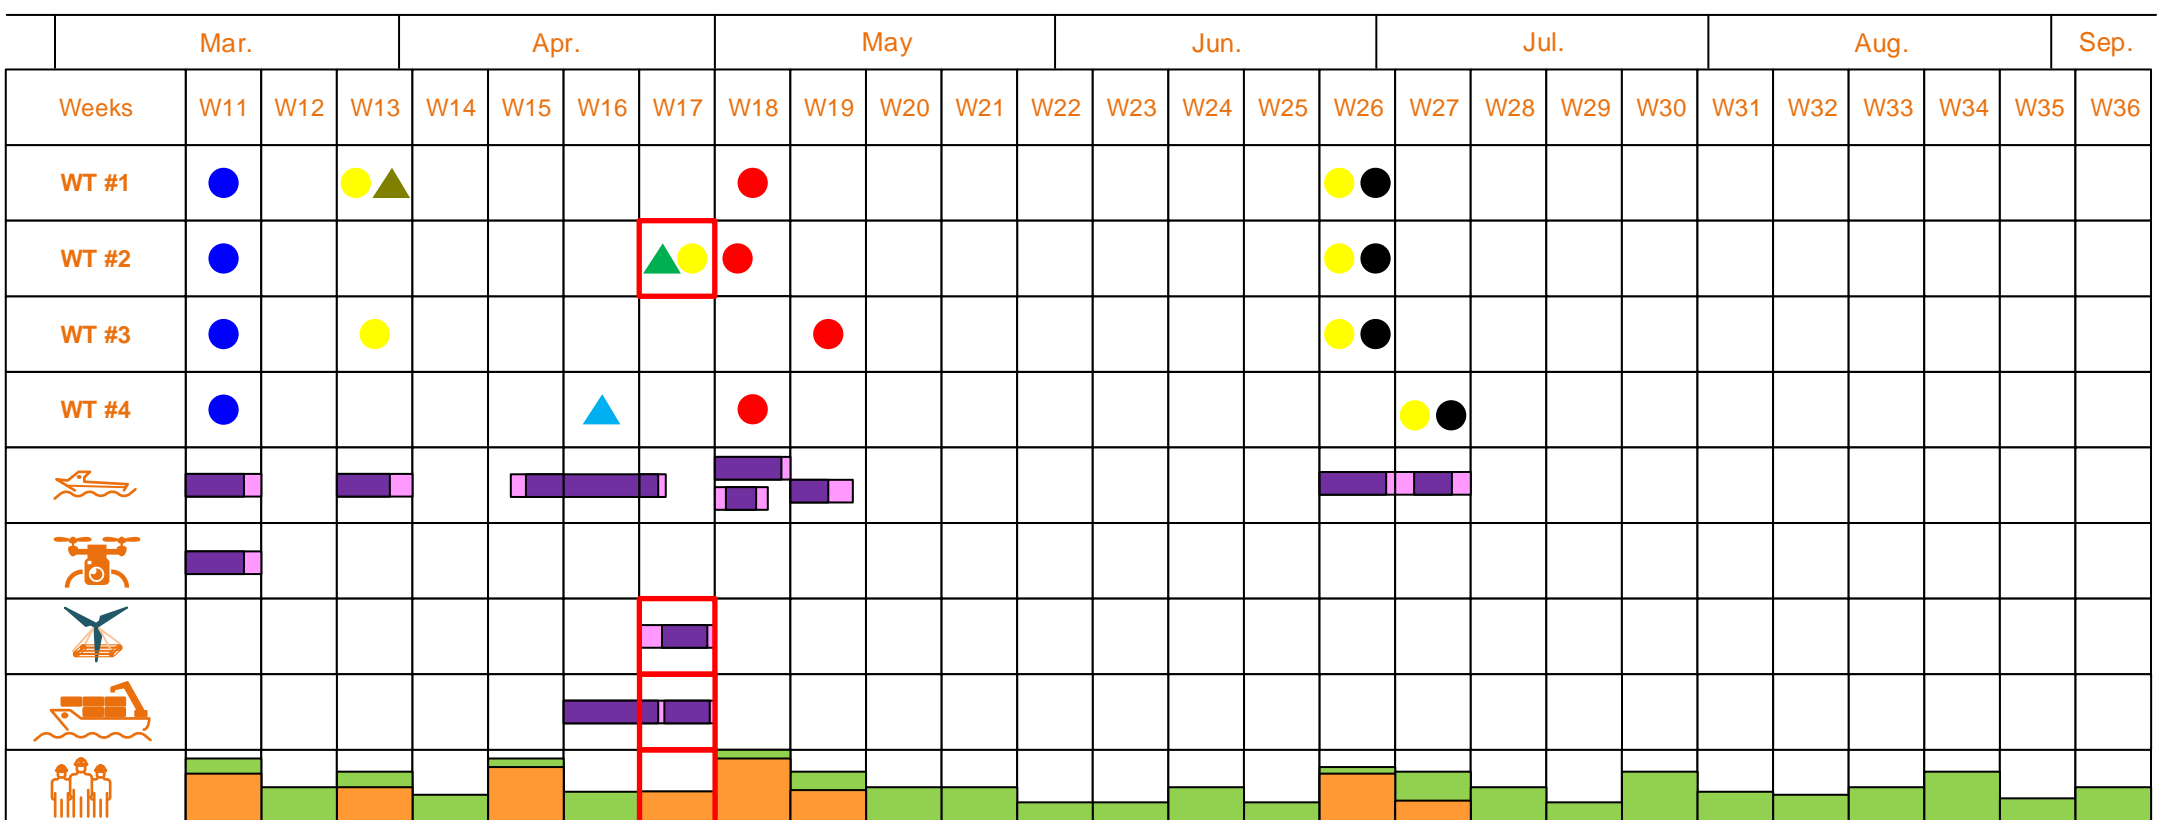 Mar. Apr. May Jun. Jul. Aug. Sep.
Weeks W11 W12 W13 W14 W15 W16 W17 W18 W19 W20 W21 W22 W23 W24 W25 W26 W27 W28 W29 W30 W31 W32 W33 W34 W35 W36
WT #1
WT #2
WT #3
WT #4